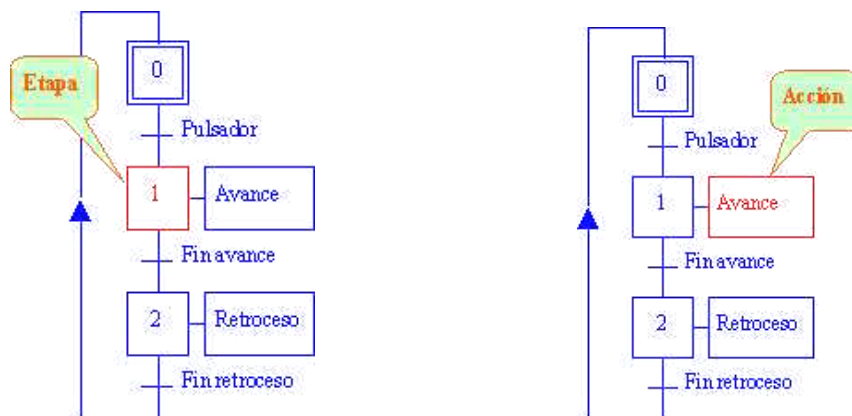 0
Etapa
Pulsador
1
Avance
Fin avance
2
Retroceso
Fin retroceso
0
Acción
Pulsador
1
Avance
Fin avance
2
Retroceso
Fin retroceso